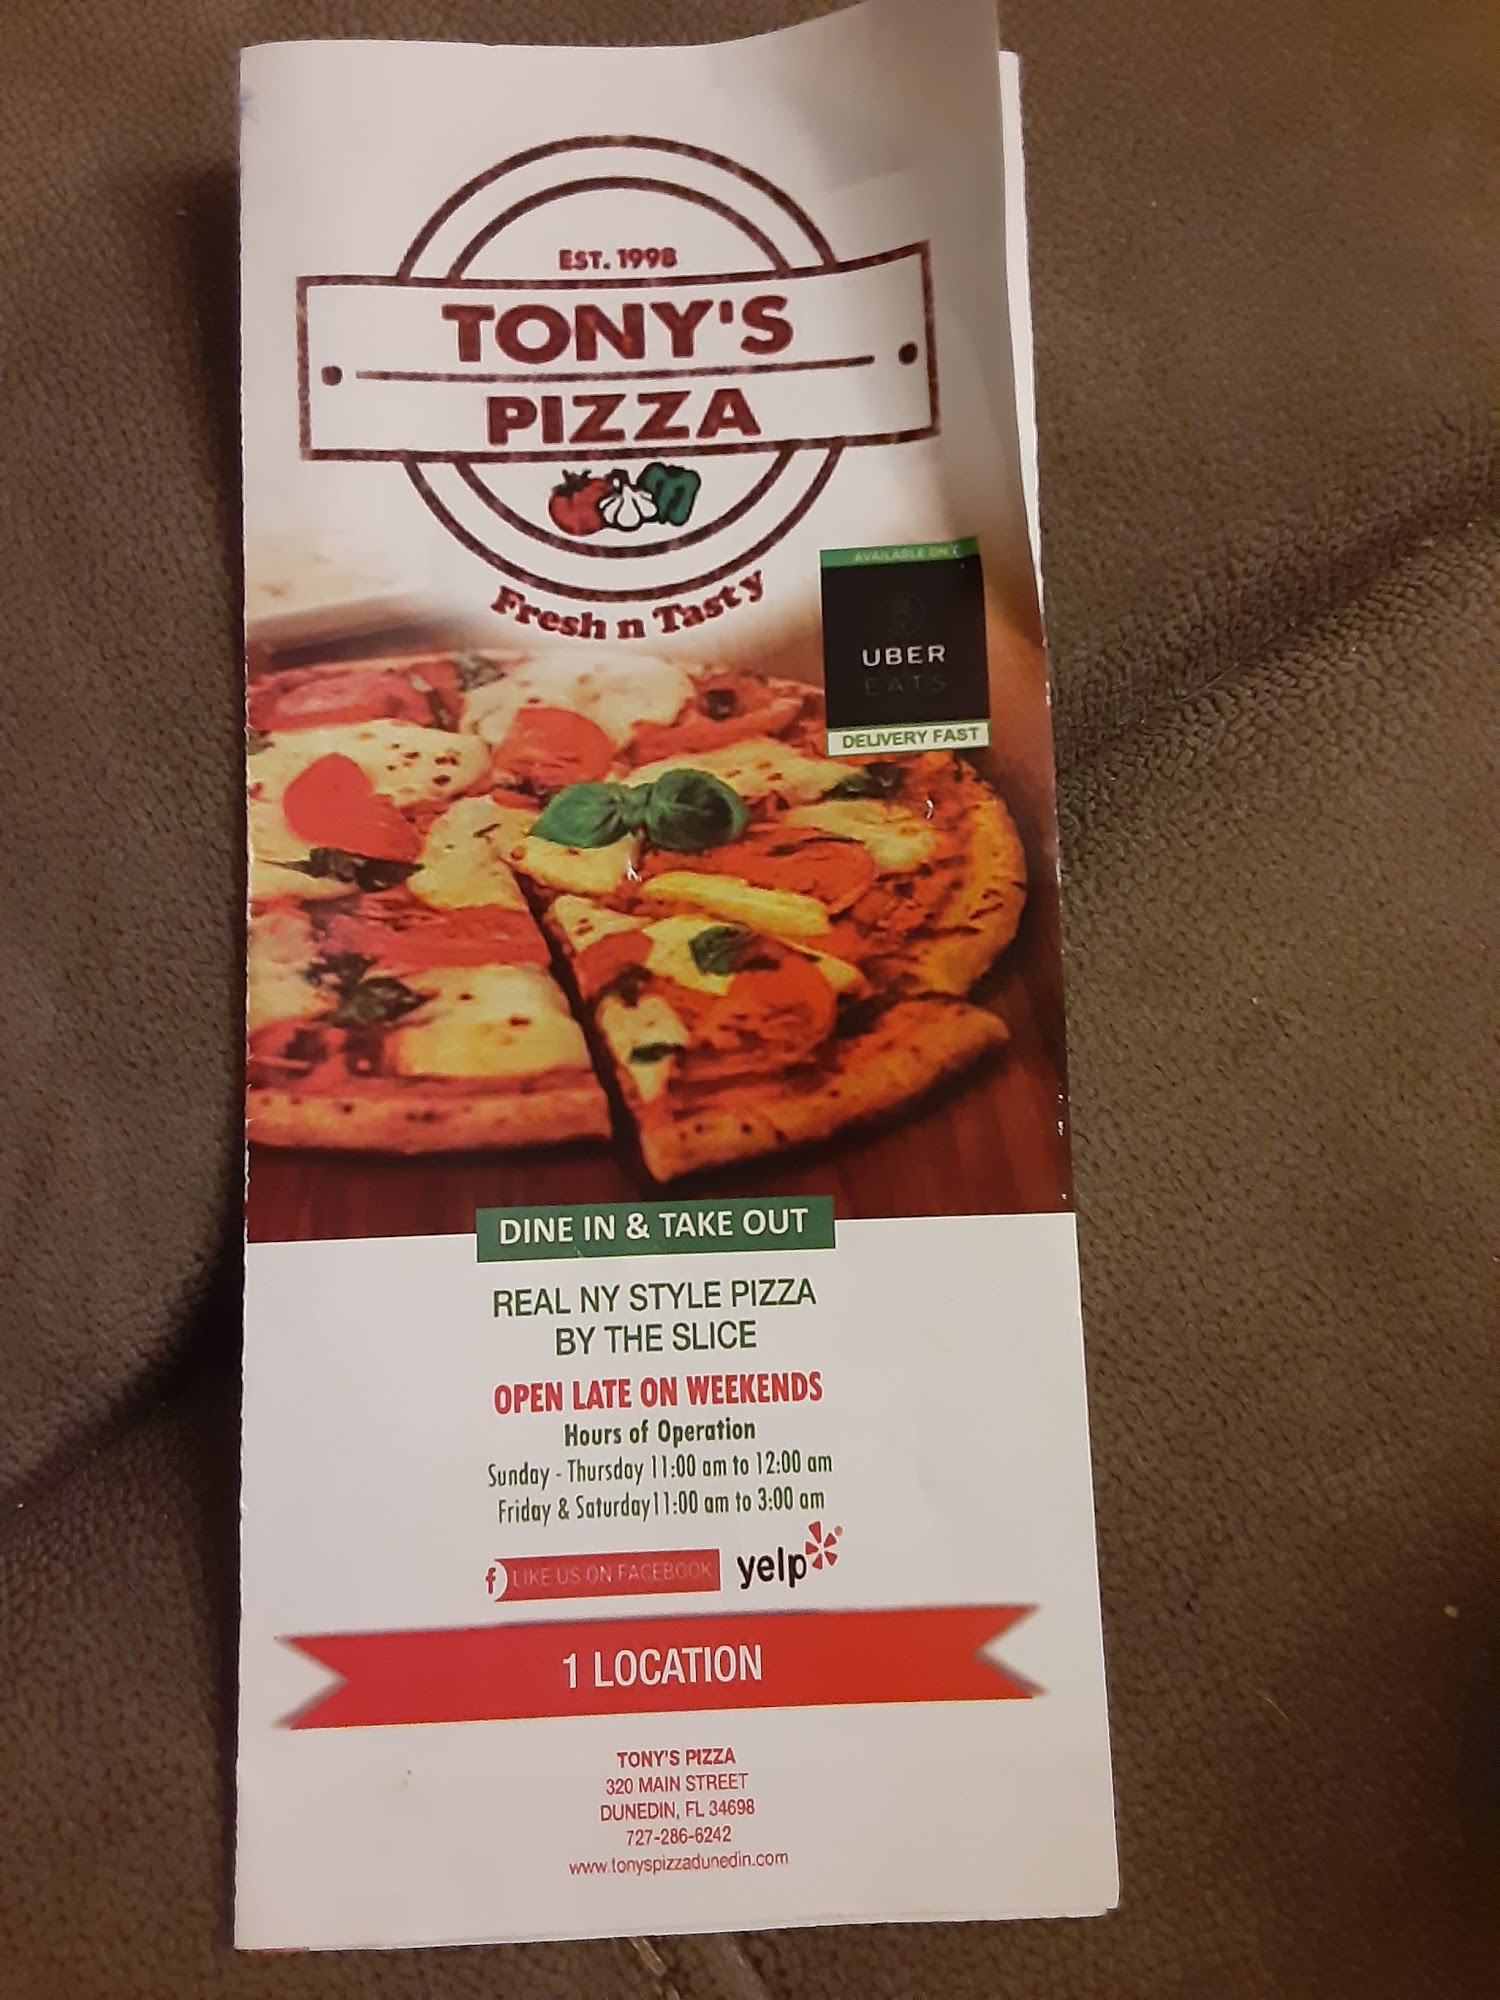 EST. 1998
TONY'S
PIZZA
Fresh n Tasty
AVAILABLE ON
UBER
EATS
DELIVERY FAST
DINE IN & TAKE OUT
REAL NY STYLE PIZZA
BY THE SLICE
OPEN LATE ON WEEKENDS
Hours of Operation
Sunday - Thursday 11:00 am to 12:00 am
Friday & Saturday 11:00 am to 3:00 am
f LIKE US ON FACEBOOK yelp
1 LOCATION
TONY'S PIZZA
320 MAIN STREET
DUNEDIN, FL 34698
727-286-6242
www.tonyspizzadunedin.com